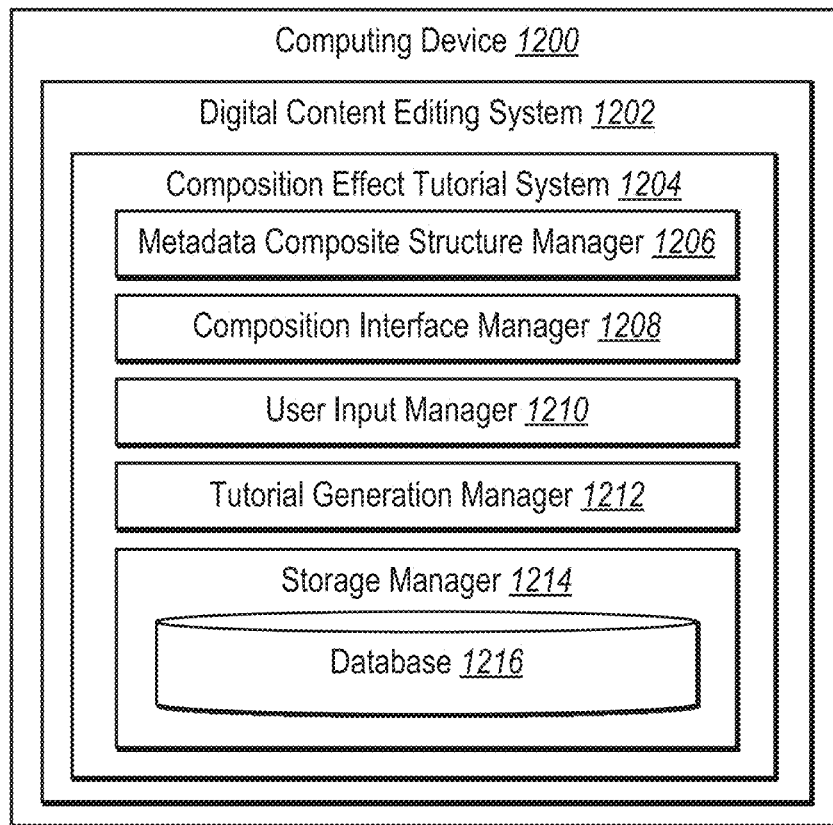 Computing Device 1200
Digital Content Editing System 1202
Composition Effect Tutorial System 1204
Metadata Composite Structure Manager 1206
Composition Interface Manager 1208
User Input Manager 1210
Tutorial Generation Manager 1212
Storage Manager 1214
Database 1216